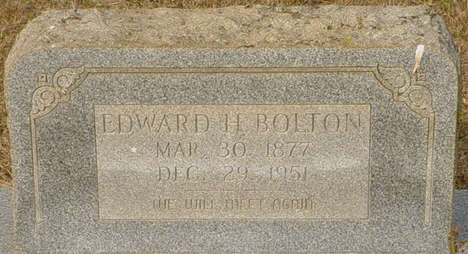 EDWARD H. BOLTON
MAR. 30. 1877
DEC. 29. 1951
WE WILL MEET AGAIN.